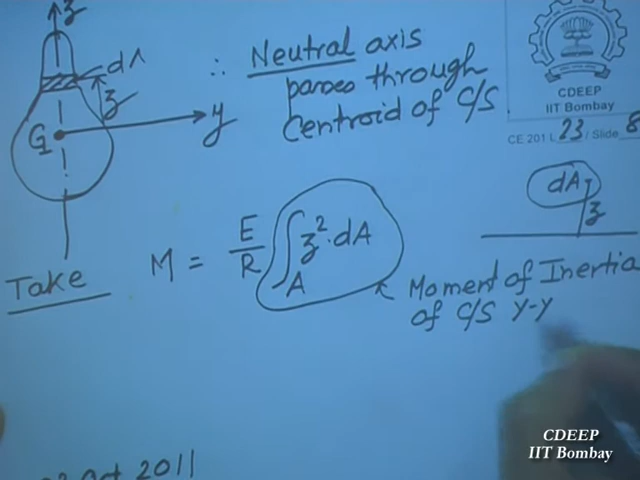 z
dA
z
G
y
∴ Neutral axis
passes through
Centroid of C/S
CDEEP
IIT Bombay
CE 201 L 23 / Slide 8
dA
z
Take
M = E/R ∫A z².dA
Moment of Inertia
of C/S Y-Y
Oct 2011
CDEEP
IIT Bombay